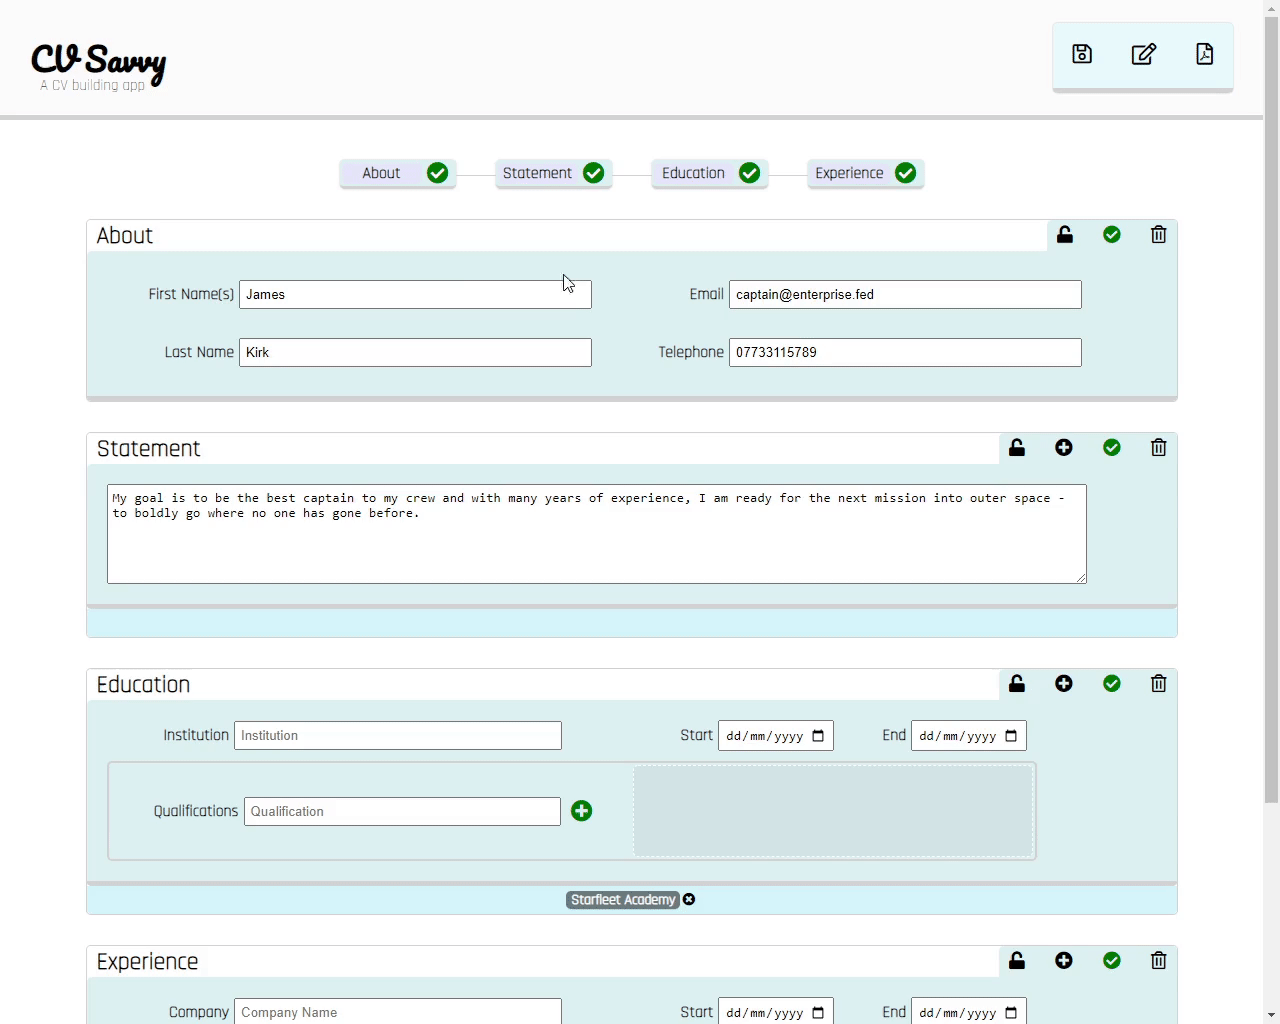 CV Savvy
A CV building app
About
Statement
Education
Experience
About
First Name(s) James
Email captain@enterprise.fed
Last Name Kirk
Telephone 07733115789
Statement
My goal is to be the best captain to my crew and with many years of experience, I am ready for the next mission into outer space -
to boldly go where no one has gone before.
Education
Institution Institution
Start dd/mm/yyyy
End dd/mm/yyyy
Qualifications Qualification
Starfleet Academy
Experience
Company Company Name
Start dd/mm/yyyy
End dd/mm/yyyy